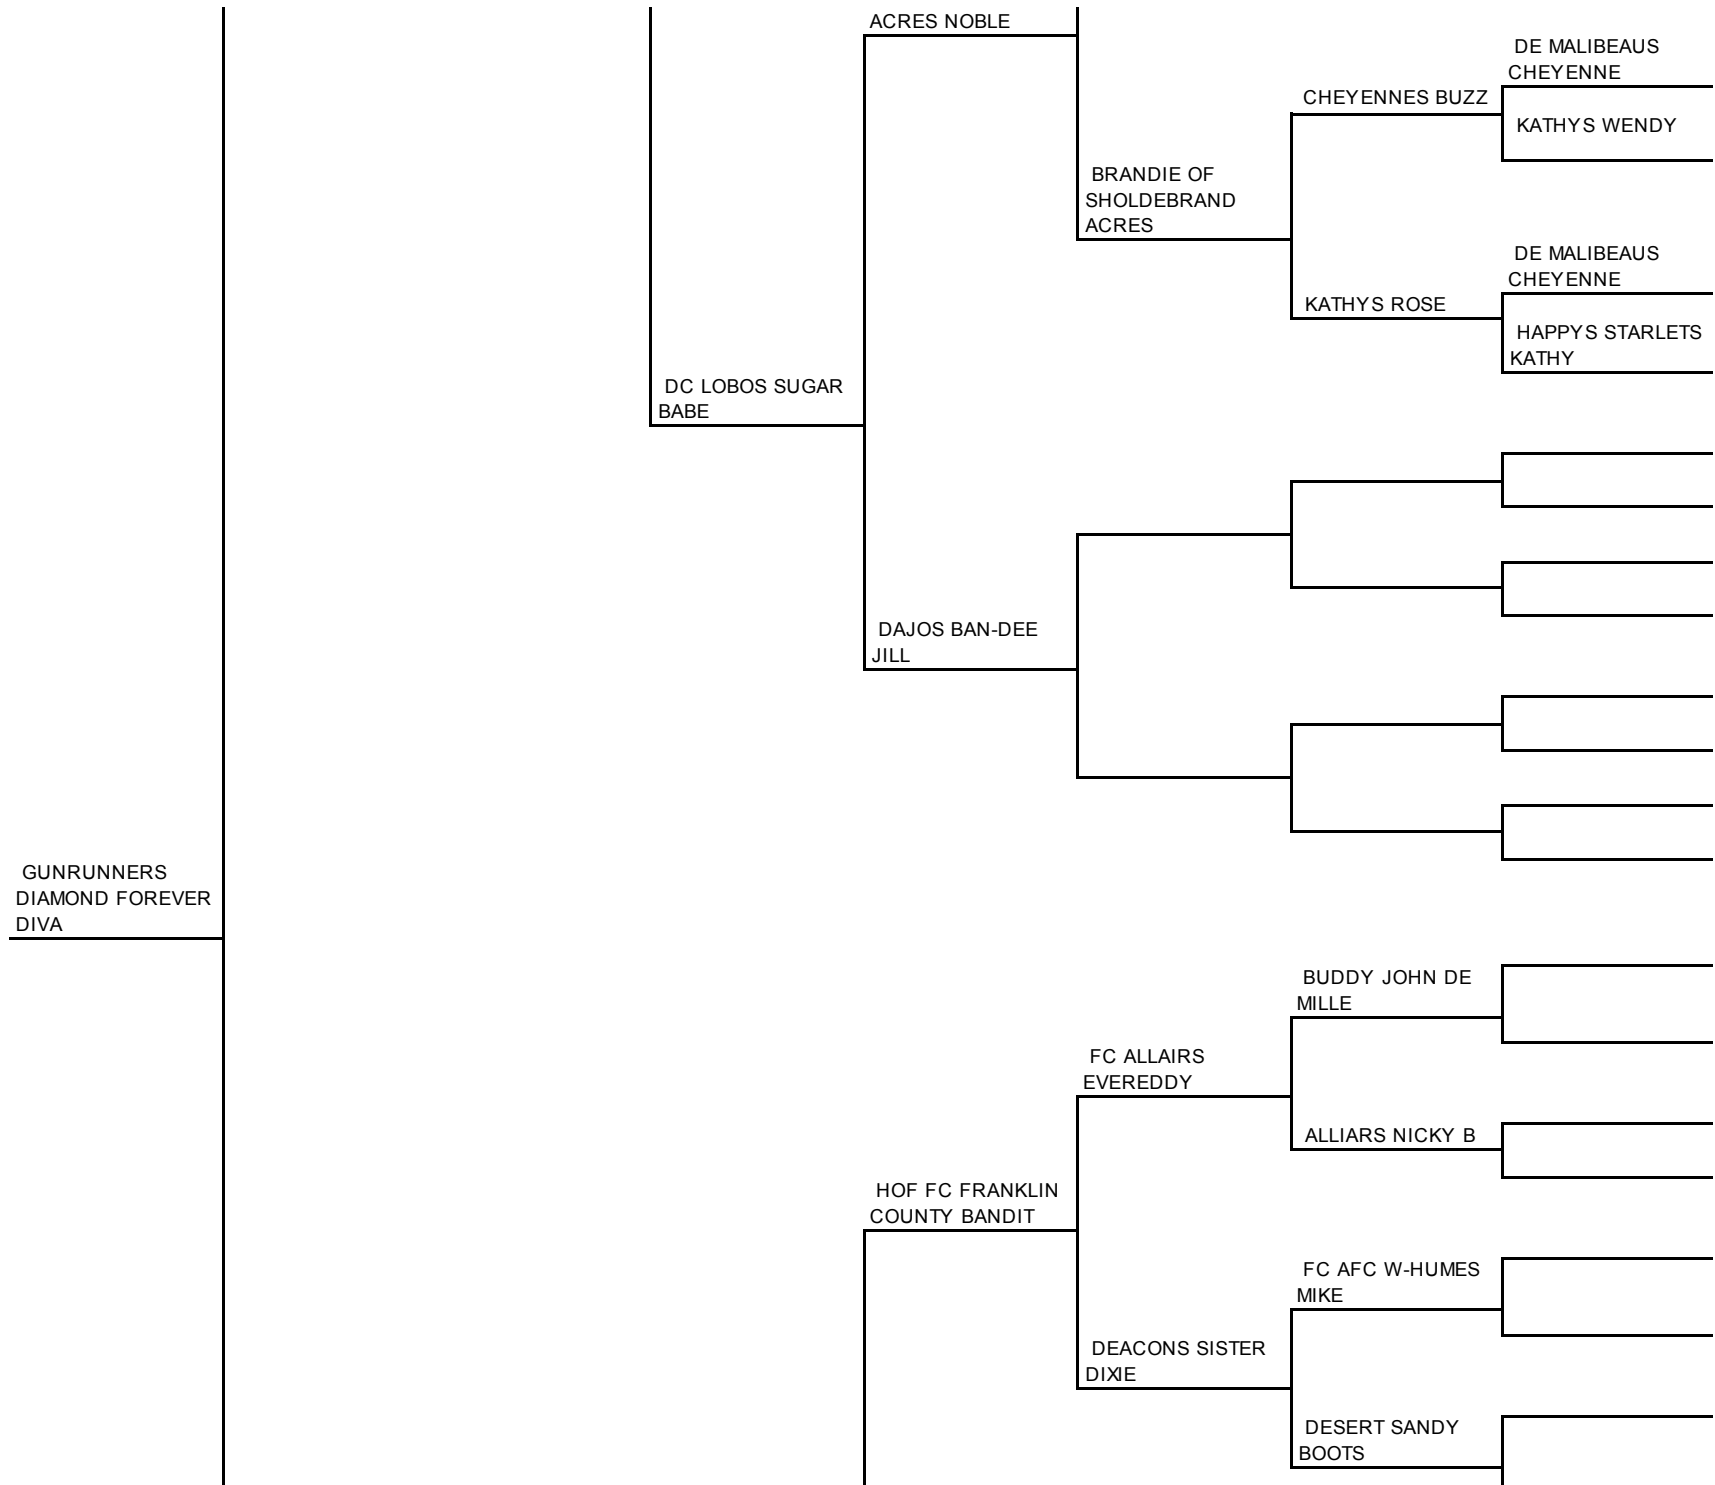 ACRES NOBLE
DE MALIBEAUS
CHEYENNE
CHEYENNES BUZZ
KATHYS WENDY
BRANDIE OF
SHOLDEBRAND
ACRES
DE MALIBEAUS
CHEYENNE
KATHYS ROSE
HAPPYS STARLETS
KATHY
DC LOBOS SUGAR
BABE
DAJOS BAN-DEE
JILL
GUNRUNNERS
DIAMOND FOREVER
DIVA
BUDDY JOHN DE
MILLE
FC ALLAIRS
EVEREDDY
ALLIARS NICKY B
HOF FC FRANKLIN
COUNTY BANDIT
FC AFC W-HUMES
MIKE
DEACONS SISTER
DIXIE
DESERT SANDY
BOOTS